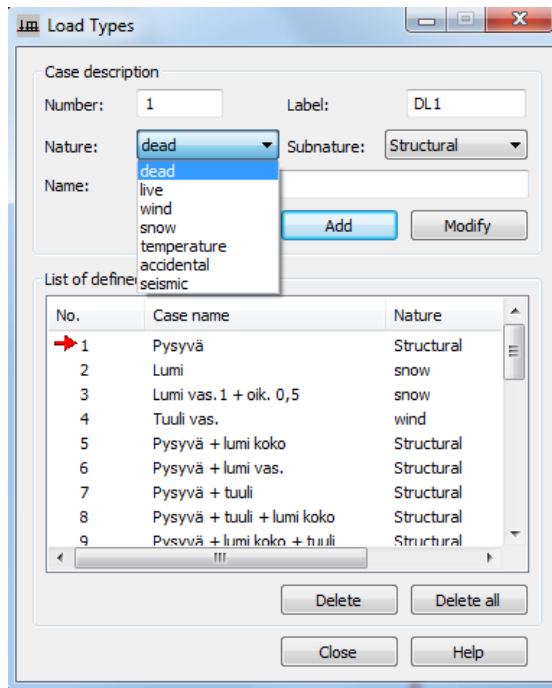 Load Types
Case description
Number: 1 Label: DL1
Nature: dead Subnature: Structural
dead
live
wind
snow
temperature
accidental
seismic
Name:
Add Modify
List of define
No. Case name Nature
1 Pysyvä Structural
2 Lumi snow
3 Lumi vas.1 + oik. 0,5 snow
4 Tuuli vas. wind
5 Pysyvä + lumi koko Structural
6 Pysyvä + lumi vas. Structural
7 Pysyvä + tuuli Structural
8 Pysyvä + tuuli + lumi koko Structural
9 Pysyvä + lumi koko + tuuli Structural
Delete Delete all
Close Help